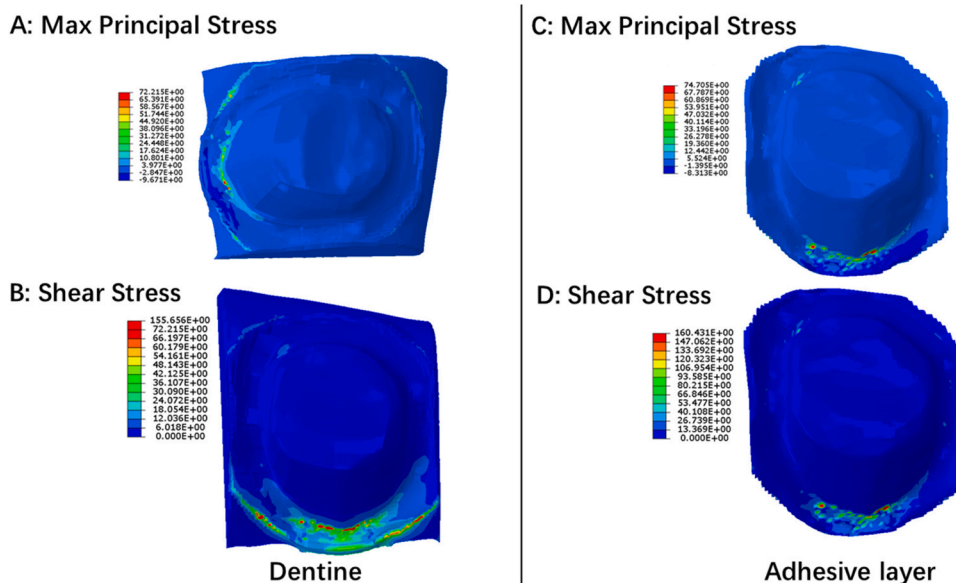 A: Max Principal Stress
72.215E+00
65.391E+00
58.567E+00
51.744E+00
44.920E+00
38.096E+00
31.272E+00
24.448E+00
17.624E+00
10.801E+00
3.977E+00
-2.847E+00
-9.671E+00
B: Shear Stress
155.656E+00
72.215E+00
66.197E+00
60.179E+00
54.161E+00
48.143E+00
42.125E+00
36.107E+00
30.090E+00
24.072E+00
18.054E+00
12.036E+00
6.018E+00
0.000E+00
Dentine
C: Max Principal Stress
74.705E+00
67.787E+00
60.869E+00
53.951E+00
47.032E+00
40.114E+00
33.196E+00
26.278E+00
19.360E+00
12.442E+00
5.524E+00
-1.395E+00
-8.313E+00
D: Shear Stress
160.431E+00
147.062E+00
133.692E+00
120.323E+00
106.954E+00
93.585E+00
80.215E+00
66.846E+00
53.477E+00
40.108E+00
26.739E+00
13.369E+00
0.000E+00
Adhesive layer